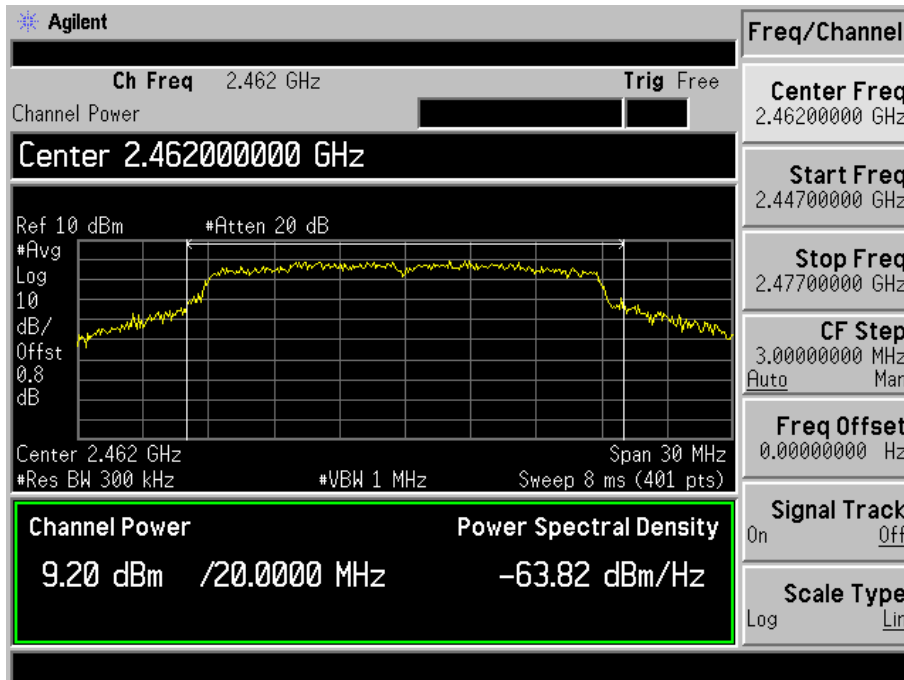 Agilent
Freq/Channel
Ch Freq 2.462 GHz Trig Free
Channel Power
Center 2.462000000 GHz
Ref 10 dBm #Atten 20 dB
#Avg
Log
10
dB/
Offst
0.8
dB
Center 2.462 GHz Span 30 MHz
#Res BW 300 kHz #VBW 1 MHz Sweep 8 ms (401 pts)
Channel Power Power Spectral Density
9.20 dBm /20.0000 MHz -63.82 dBm/Hz
Center Freq
2.46200000 GHz
Start Freq
2.44700000 GHz
Stop Freq
2.47700000 GHz
CF Step
3.00000000 MHz
Auto Man
Freq Offset
0.00000000 Hz
Signal Track
On Off
Scale Type
Log Lin